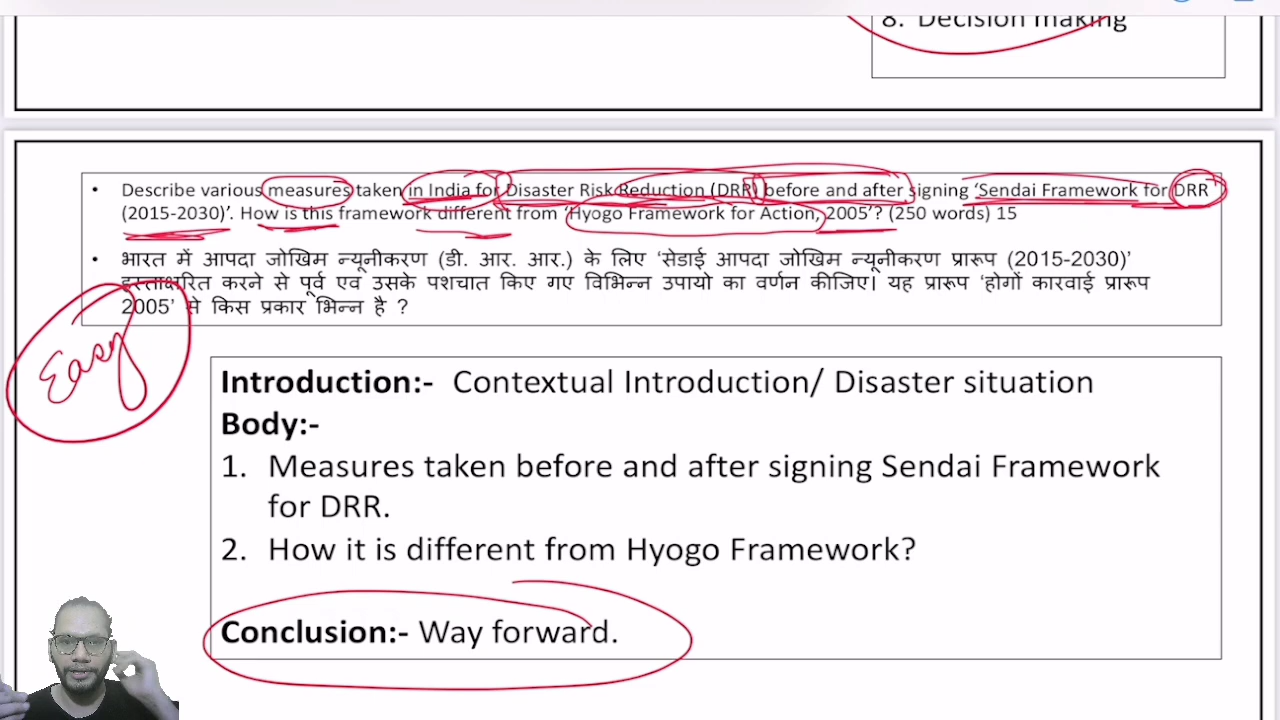 8. Decision making
• Describe various measures taken in India for Disaster Risk Reduction (DRR) before and after signing ‘Sendai Framework for DRR
(2015-2030)’. How is this framework different from ‘Hyogo Framework for Action, 2005’? (250 words) 15
• भारत में आपदा जोखिम न्यूनीकरण (डी. आर. आर.) के लिए ‘सेंडाई आपदा जोखिम न्यूनीकरण प्रारूप (2015-2030)’
हस्ताक्षरित करने से पूर्व एवं उसके पशचात किए गए विभिन्न उपायो का वर्णन कीजिए। यह प्रारूप ‘होगों कारवाई प्रारूप
2005’ से किस प्रकार भिन्न है ?
Easy
Introduction:- Contextual Introduction/ Disaster situation
Body:-
1. Measures taken before and after signing Sendai Framework
for DRR.
2. How it is different from Hyogo Framework?
Conclusion:- Way forward.